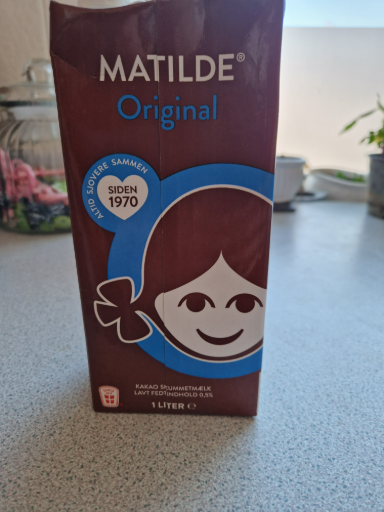 MATILDE®
Original
ALTID SJOVERE SAMMEN
SIDEN
1970
KAKAO SKUMMETMÆLK
LAVT FEDTINDHOLD 0,5%
1 LITER ℮